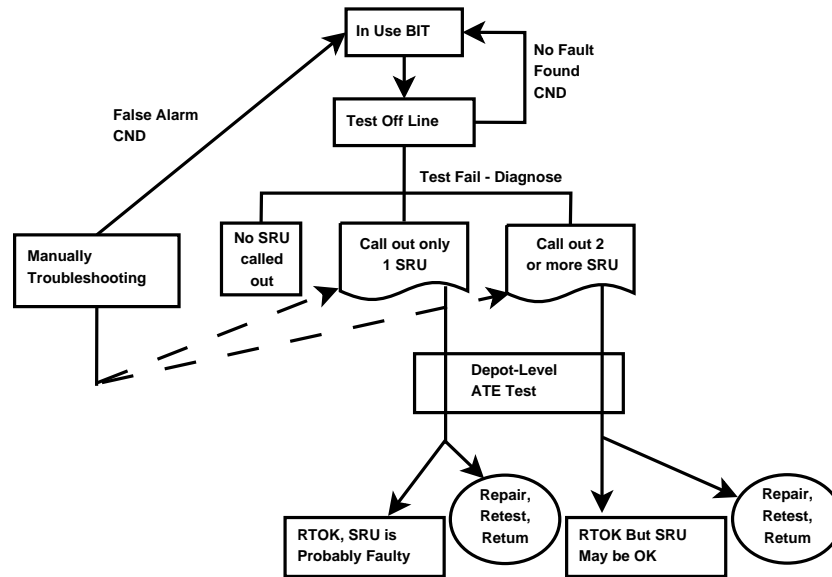 In Use BIT
No Fault
Found
CND
False Alarm
CND
Test Off Line
Test Fail - Diagnose
Manually
Troubleshooting
No SRU
called
out
Call out only
1 SRU
Call out 2
or more SRU
Depot-Level
ATE Test
RTOK, SRU is
Probably Faulty
Repair,
Retest,
Retum
RTOK But SRU
May be OK
Repair,
Retest,
Retum